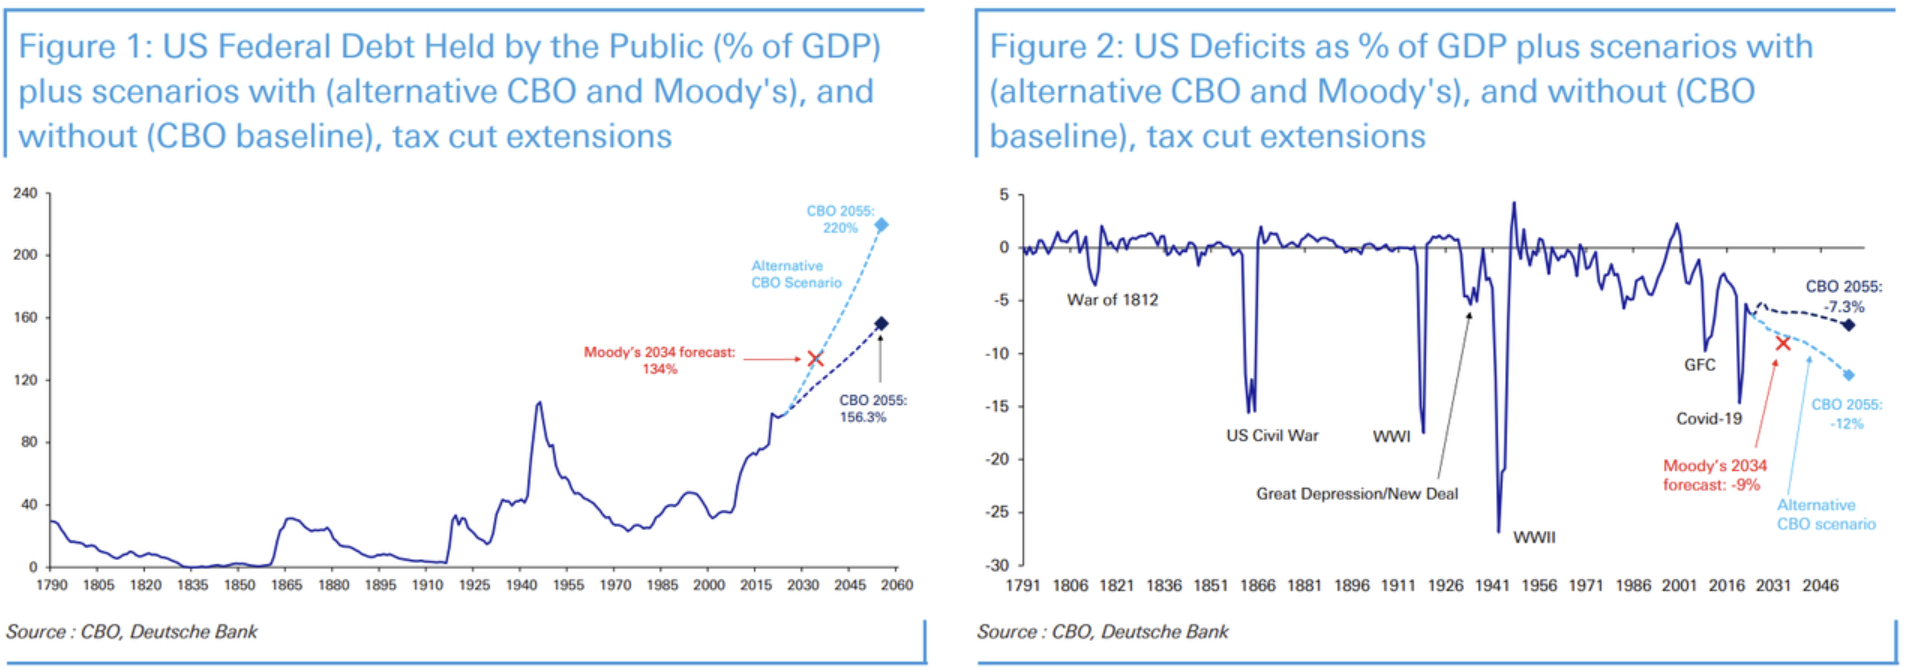 Figure 1: US Federal Debt Held by the Public (% of GDP)
plus scenarios with (alternative CBO and Moody's), and
without (CBO baseline), tax cut extensions
240
200
160
120
80
40
0
CBO 2055:
220%
Alternative
CBO Scenario
Moody's 2034 forecast:
134%
CBO 2055:
156.3%
1790 1805 1820 1835 1850 1865 1880 1895 1910 1925 1940 1955 1970 1985 2000 2015 2030 2045 2060
Source : CBO, Deutsche Bank
Figure 2: US Deficits as % of GDP plus scenarios with
(alternative CBO and Moody's), and without (CBO
baseline), tax cut extensions
5
0
-5
-10
-15
-20
-25
-30
War of 1812
US Civil War
WWI
Great Depression/New Deal
WWII
GFC
Covid-19
CBO 2055:
-7.3%
CBO 2055:
-12%
Moody's 2034
forecast: -9%
Alternative
CBO scenario
1791 1806 1821 1836 1851 1866 1881 1896 1911 1926 1941 1956 1971 1986 2001 2016 2031 2046
Source : CBO, Deutsche Bank